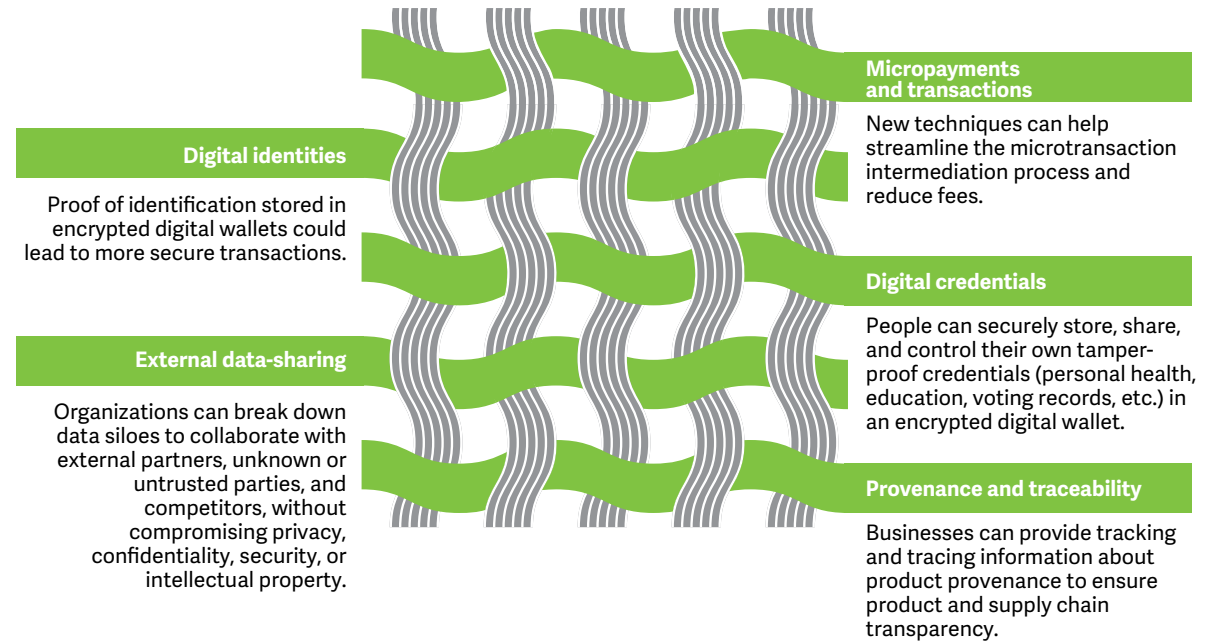 Micropayments
and transactions
New techniques can help
streamline the microtransaction
intermediation process and
reduce fees.
Digital identities
Proof of identification stored in
encrypted digital wallets could
lead to more secure transactions.
Digital credentials
People can securely store, share,
and control their own tamper-
proof credentials (personal health,
education, voting records, etc.) in
an encrypted digital wallet.
External data-sharing
Organizations can break down
data siloes to collaborate with
external partners, unknown or
untrusted parties, and
competitors, without
compromising privacy,
confidentiality, security, or
intellectual property.
Provenance and traceability
Businesses can provide tracking
and tracing information about
product provenance to ensure
product and supply chain
transparency.